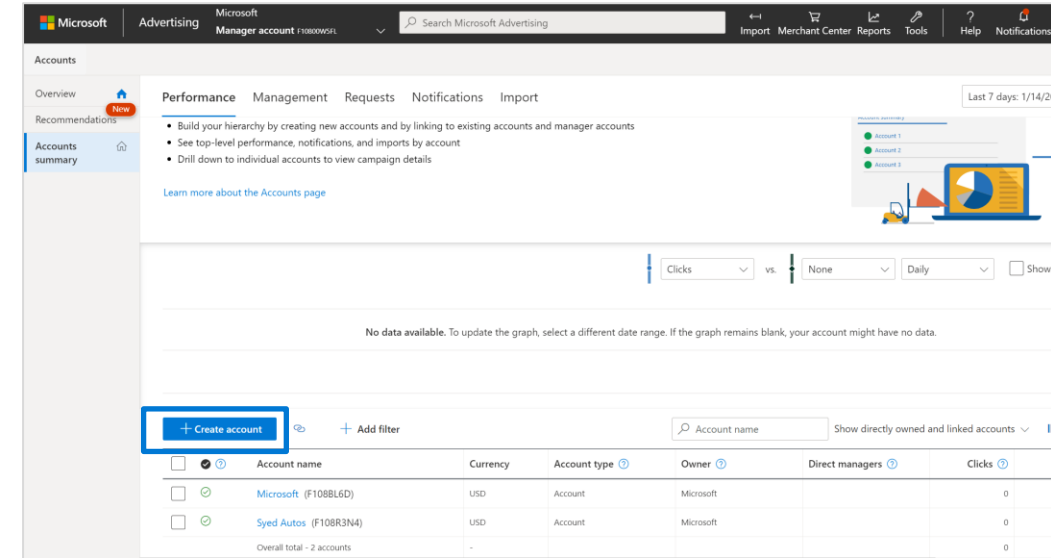 Microsoft
Advertising
Microsoft
Manager account F10800WSFL
Search Microsoft Advertising
Import
Merchant Center
Reports
Tools
Help
Notifications
Accounts
Overview
New
Recommendations
Accounts
summary
Performance
Management
Requests
Notifications
Import
Last 7 days: 1/14/20
• Build your hierarchy by creating new accounts and by linking to existing accounts and manager accounts
• See top-level performance, notifications, and imports by account
• Drill down to individual accounts to view campaign details
Learn more about the Accounts page
Account summary
Account 1
Account 2
Account 3
Clicks
vs.
None
Daily
Show
No data available. To update the graph, select a different date range. If the graph remains blank, your account might have no data.
+ Create account
+ Add filter
Account name
Show directly owned and linked accounts
Account name Currency Account type Owner Direct managers Clicks
Microsoft (F108BL6D) USD Account Microsoft 0
Syed Autos (F108R3N4) USD Account Microsoft 0
Overall total - 2 accounts - 0